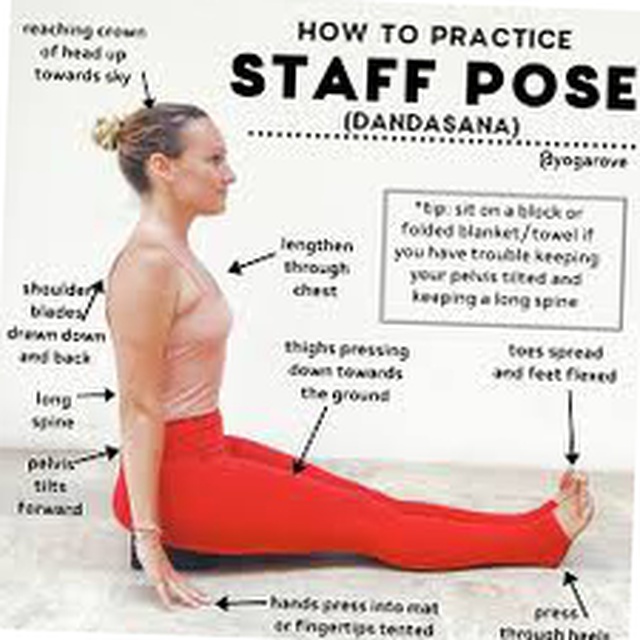 reaching crown
of head up
towards sky
HOW TO PRACTICE
STAFF POSE
(DANDASANA)
@yogarove
*tip: sit on a block or
folded blanket/towel if
you have trouble keeping
your pelvis tilted and
keeping a long spine
lengthen
through
chest
shoulder
blades
drawn down
and back
thighs pressing
down towards
the ground
toes spread
and feet flexed
long
spine
pelvis
tilts
forward
hands press into mat
or fingertips tented
press
through heels